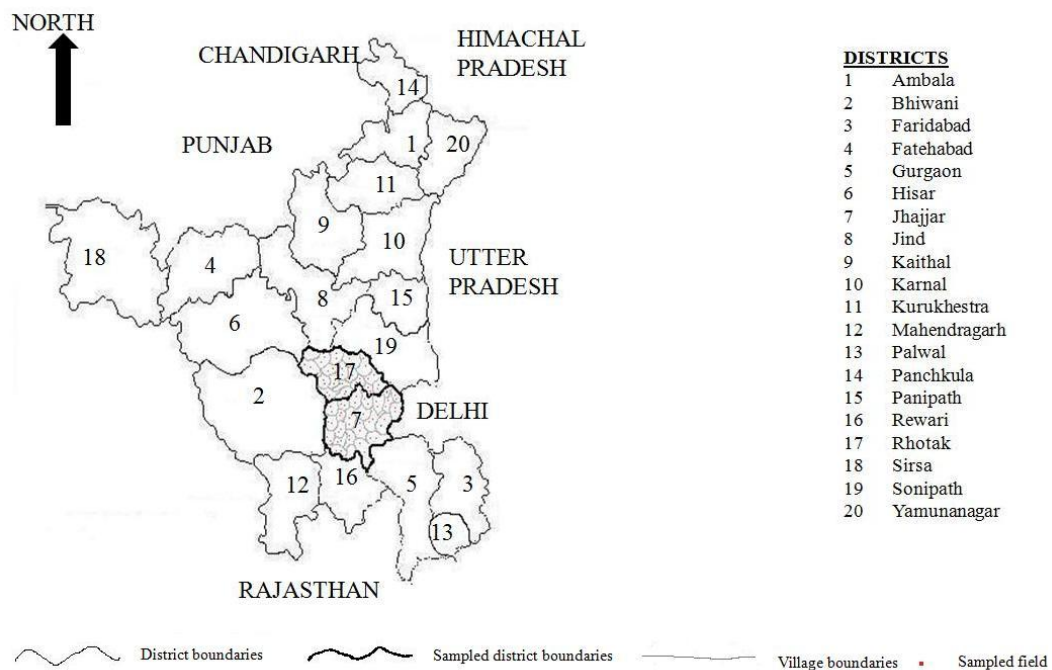 NORTH
CHANDIGARH
HIMACHAL
PRADESH
14
PUNJAB
1
20
11
9
10
18
4
UTTER
PRADESH
8
15
6
19
17
2
7
DELHI
12
16
5
3
13
RAJASTHAN
DISTRICTS
1 Ambala
2 Bhiwani
3 Faridabad
4 Fatehabad
5 Gurgaon
6 Hisar
7 Jhajjar
8 Jind
9 Kaithal
10 Karnal
11 Kurukhestra
12 Mahendragarh
13 Palwal
14 Panchkula
15 Panipath
16 Rewari
17 Rhotak
18 Sirsa
19 Sonipath
20 Yamunanagar
District boundaries
Sampled district boundaries
Village boundaries
Sampled field